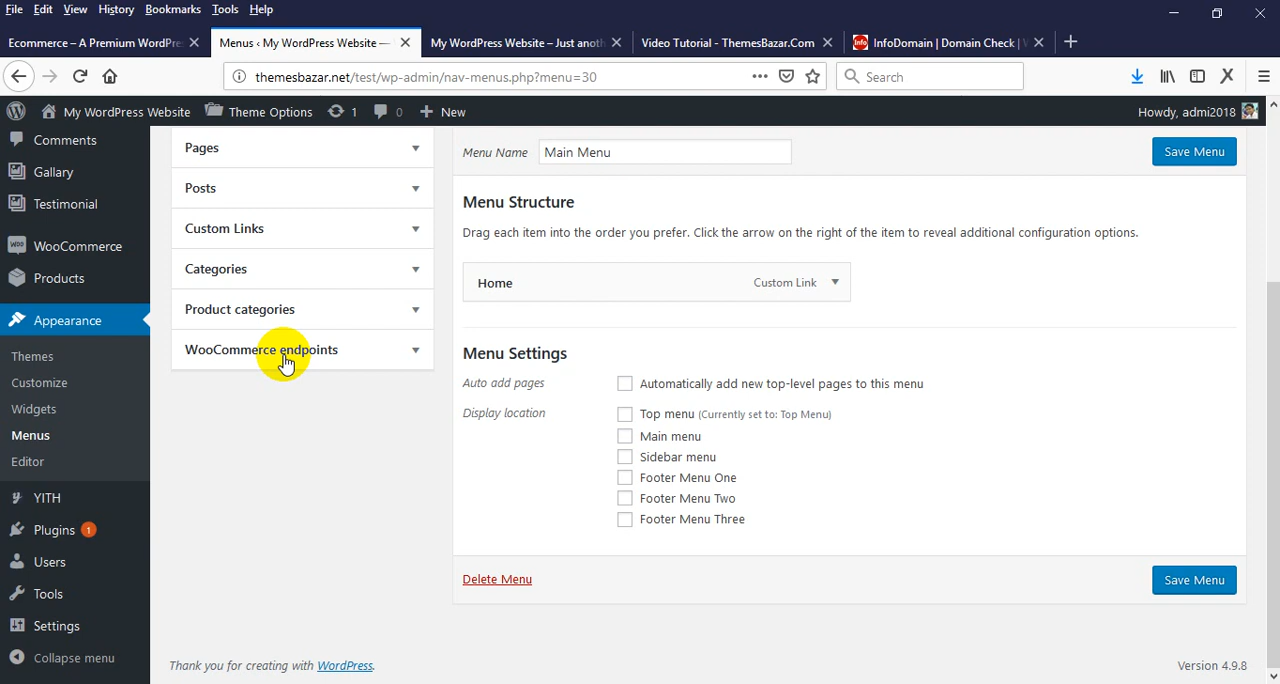 File Edit View History Bookmarks Tools Help
Ecommerce – A Premium WordPre
Menus ‹ My WordPress Website —
My WordPress Website – Just anoth
Video Tutorial - ThemesBazar.Com
Info InfoDomain | Domain Check |
themesbazar.net/test/wp-admin/nav-menus.php?menu=30
Search
My WordPress Website Theme Options 1 0 New
Howdy, admi2018
Comments
Gallary
Testimonial
WooCommerce
Products
Appearance
Themes
Customize
Widgets
Menus
Editor
YITH
Plugins 1
Users
Tools
Settings
Collapse menu
Pages
Posts
Custom Links
Categories
Product categories
WooCommerce endpoints
Menu Name Main Menu
Save Menu
Menu Structure
Drag each item into the order you prefer. Click the arrow on the right of the item to reveal additional configuration options.
Home Custom Link
Menu Settings
Auto add pages Automatically add new top-level pages to this menu
Display location Top menu (Currently set to: Top Menu)
Main menu
Sidebar menu
Footer Menu One
Footer Menu Two
Footer Menu Three
Delete Menu
Save Menu
Thank you for creating with WordPress.
Version 4.9.8